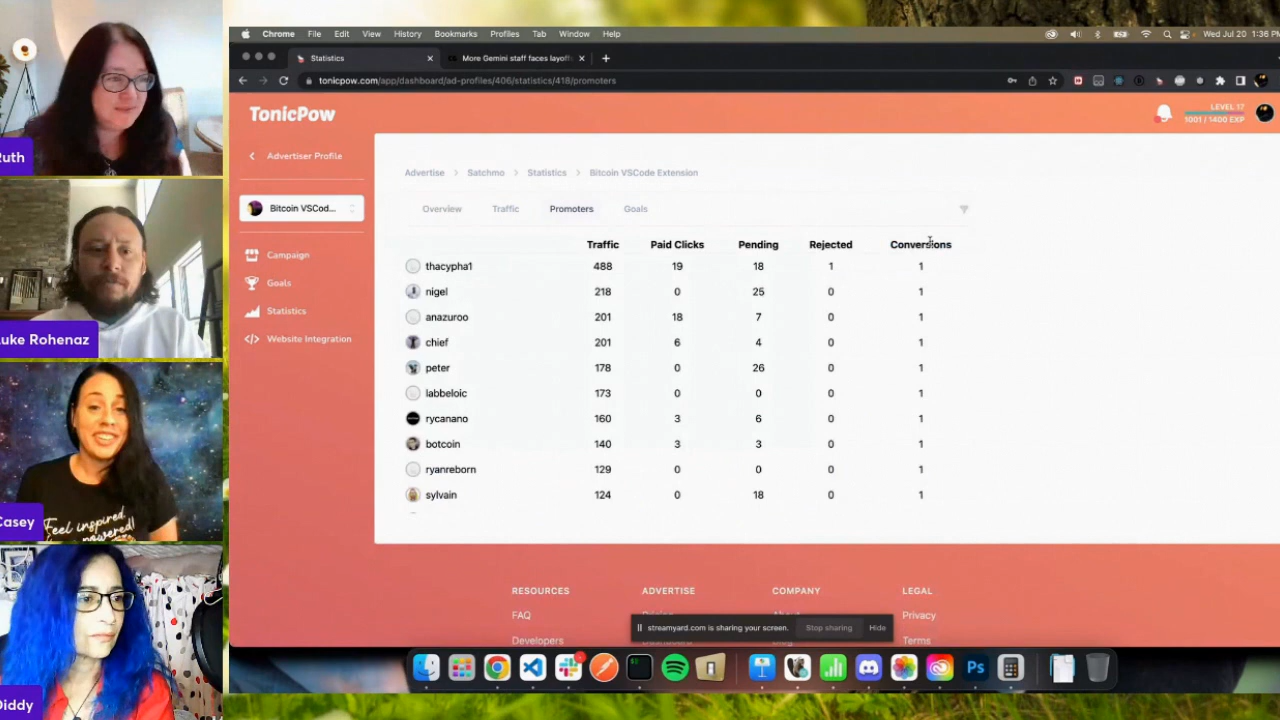 Chrome File Edit View History Bookmarks Profiles Tab Window Help Wed Jul 20 1:36 PM
Statistics
More Gemini staff faces layoff
tonicpow.com/app/dashboard/ad-profiles/406/statistics/418/promoters
TonicPow
LEVEL 17
1001 / 1400 EXP
Advertiser Profile
Bitcoin VSCod...
Campaign
Goals
Statistics
Website Integration
Advertise > Satchmo > Statistics > Bitcoin VSCode Extension
Overview Traffic Promoters Goals
Traffic Paid Clicks Pending Rejected Conversions
thacypha1 488 19 18 1 1
nigel 218 0 25 0 1
anazuroo 201 18 7 0 1
chief 201 6 4 0 1
peter 178 0 26 0 1
labbeloic 173 0 0 0 1
rycanano 160 3 6 0 1
botcoin 140 3 3 0 1
ryanreborn 129 0 0 0 1
sylvain 124 0 18 0 1
RESOURCES ADVERTISE COMPANY LEGAL
FAQ Privacy
Developers Terms
streamyard.com is sharing your screen. Stop sharing Hide
Ps
uth
uke Rohenaz
Casey
Diddy
Feel inspired